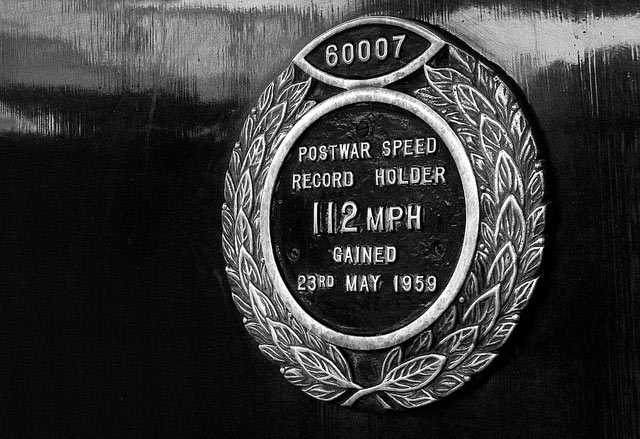 60007
POSTWAR SPEED
RECORD HOLDER
112 MPH
GAINED
23RD MAY 1959